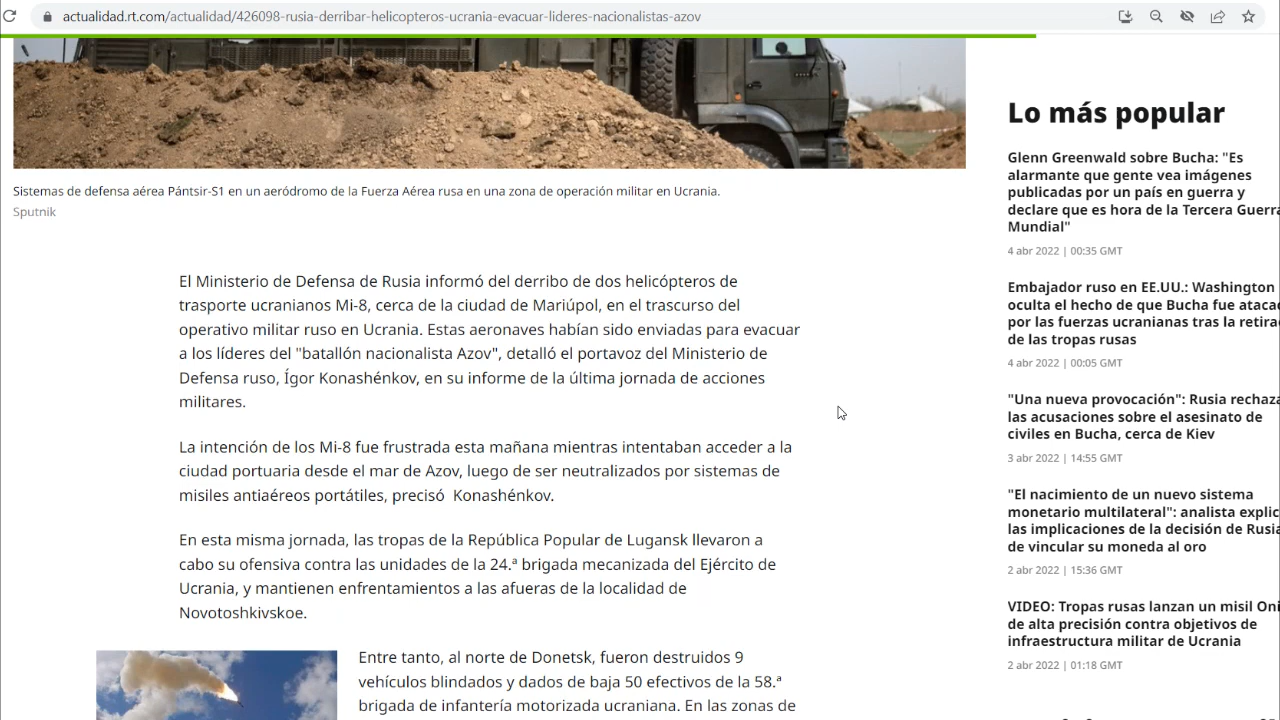 actualidad.rt.com/actualidad/426098-rusia-derribar-helicopteros-ucrania-evacuar-lideres-nacionalistas-azov
Sistemas de defensa aérea Pántsir-S1 en un aeródromo de la Fuerza Aérea rusa en una zona de operación militar en Ucrania.
Sputnik
El Ministerio de Defensa de Rusia informó del derribo de dos helicópteros de
trasporte ucranianos Mi-8, cerca de la ciudad de Mariúpol, en el trascurso del
operativo militar ruso en Ucrania. Estas aeronaves habían sido enviadas para evacuar
a los líderes del "batallón nacionalista Azov", detalló el portavoz del Ministerio de
Defensa ruso, Ígor Konashénkov, en su informe de la última jornada de acciones
militares.
La intención de los Mi-8 fue frustrada esta mañana mientras intentaban acceder a la
ciudad portuaria desde el mar de Azov, luego de ser neutralizados por sistemas de
misiles antiaéreos portátiles, precisó Konashénkov.
En esta misma jornada, las tropas de la República Popular de Lugansk llevaron a
cabo su ofensiva contra las unidades de la 24.ª brigada mecanizada del Ejército de
Ucrania, y mantienen enfrentamientos a las afueras de la localidad de
Novotoshkivskoe.
Entre tanto, al norte de Donetsk, fueron destruidos 9
vehículos blindados y dados de baja 50 efectivos de la 58.ª
brigada de infantería motorizada ucraniana. En las zonas de
Lo más popular
Glenn Greenwald sobre Bucha: "Es
alarmante que gente vea imágenes
publicadas por un país en guerra y
declare que es hora de la Tercera Guerra
Mundial"
4 abr 2022 | 00:35 GMT
Embajador ruso en EE.UU.: Washington
oculta el hecho de que Bucha fue ataca
por las fuerzas ucranianas tras la retira
de las tropas rusas
4 abr 2022 | 00:05 GMT
"Una nueva provocación": Rusia rechaza
las acusaciones sobre el asesinato de
civiles en Bucha, cerca de Kiev
3 abr 2022 | 14:55 GMT
"El nacimiento de un nuevo sistema
monetario multilateral": analista explic
las implicaciones de la decisión de Rusia
de vincular su moneda al oro
2 abr 2022 | 15:36 GMT
VIDEO: Tropas rusas lanzan un misil Oni
de alta precisión contra objetivos de
infraestructura militar de Ucrania
2 abr 2022 | 01:18 GMT